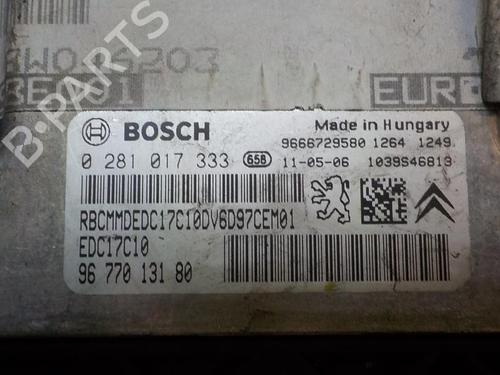 EURO
BOSCH
Made in Hungary
9666729580 1264 1249
0 281 017 333 658 11-05-06 1039S46813
RBCMMDEDC17C10DV6D97CEM01
EDC17C10
96 770 131 80
B-PARTS